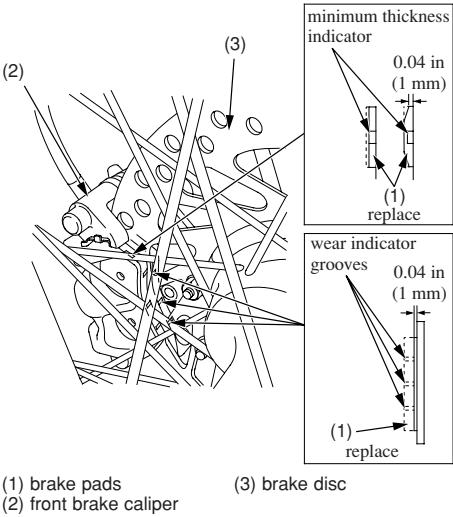 minimum thickness
indicator
0.04 in
(1 mm)
(1)
replace
(3)
(2)
wear indicator
grooves
0.04 in
(1 mm)
(1)
replace
(1) brake pads
(2) front brake caliper
(3) brake disc